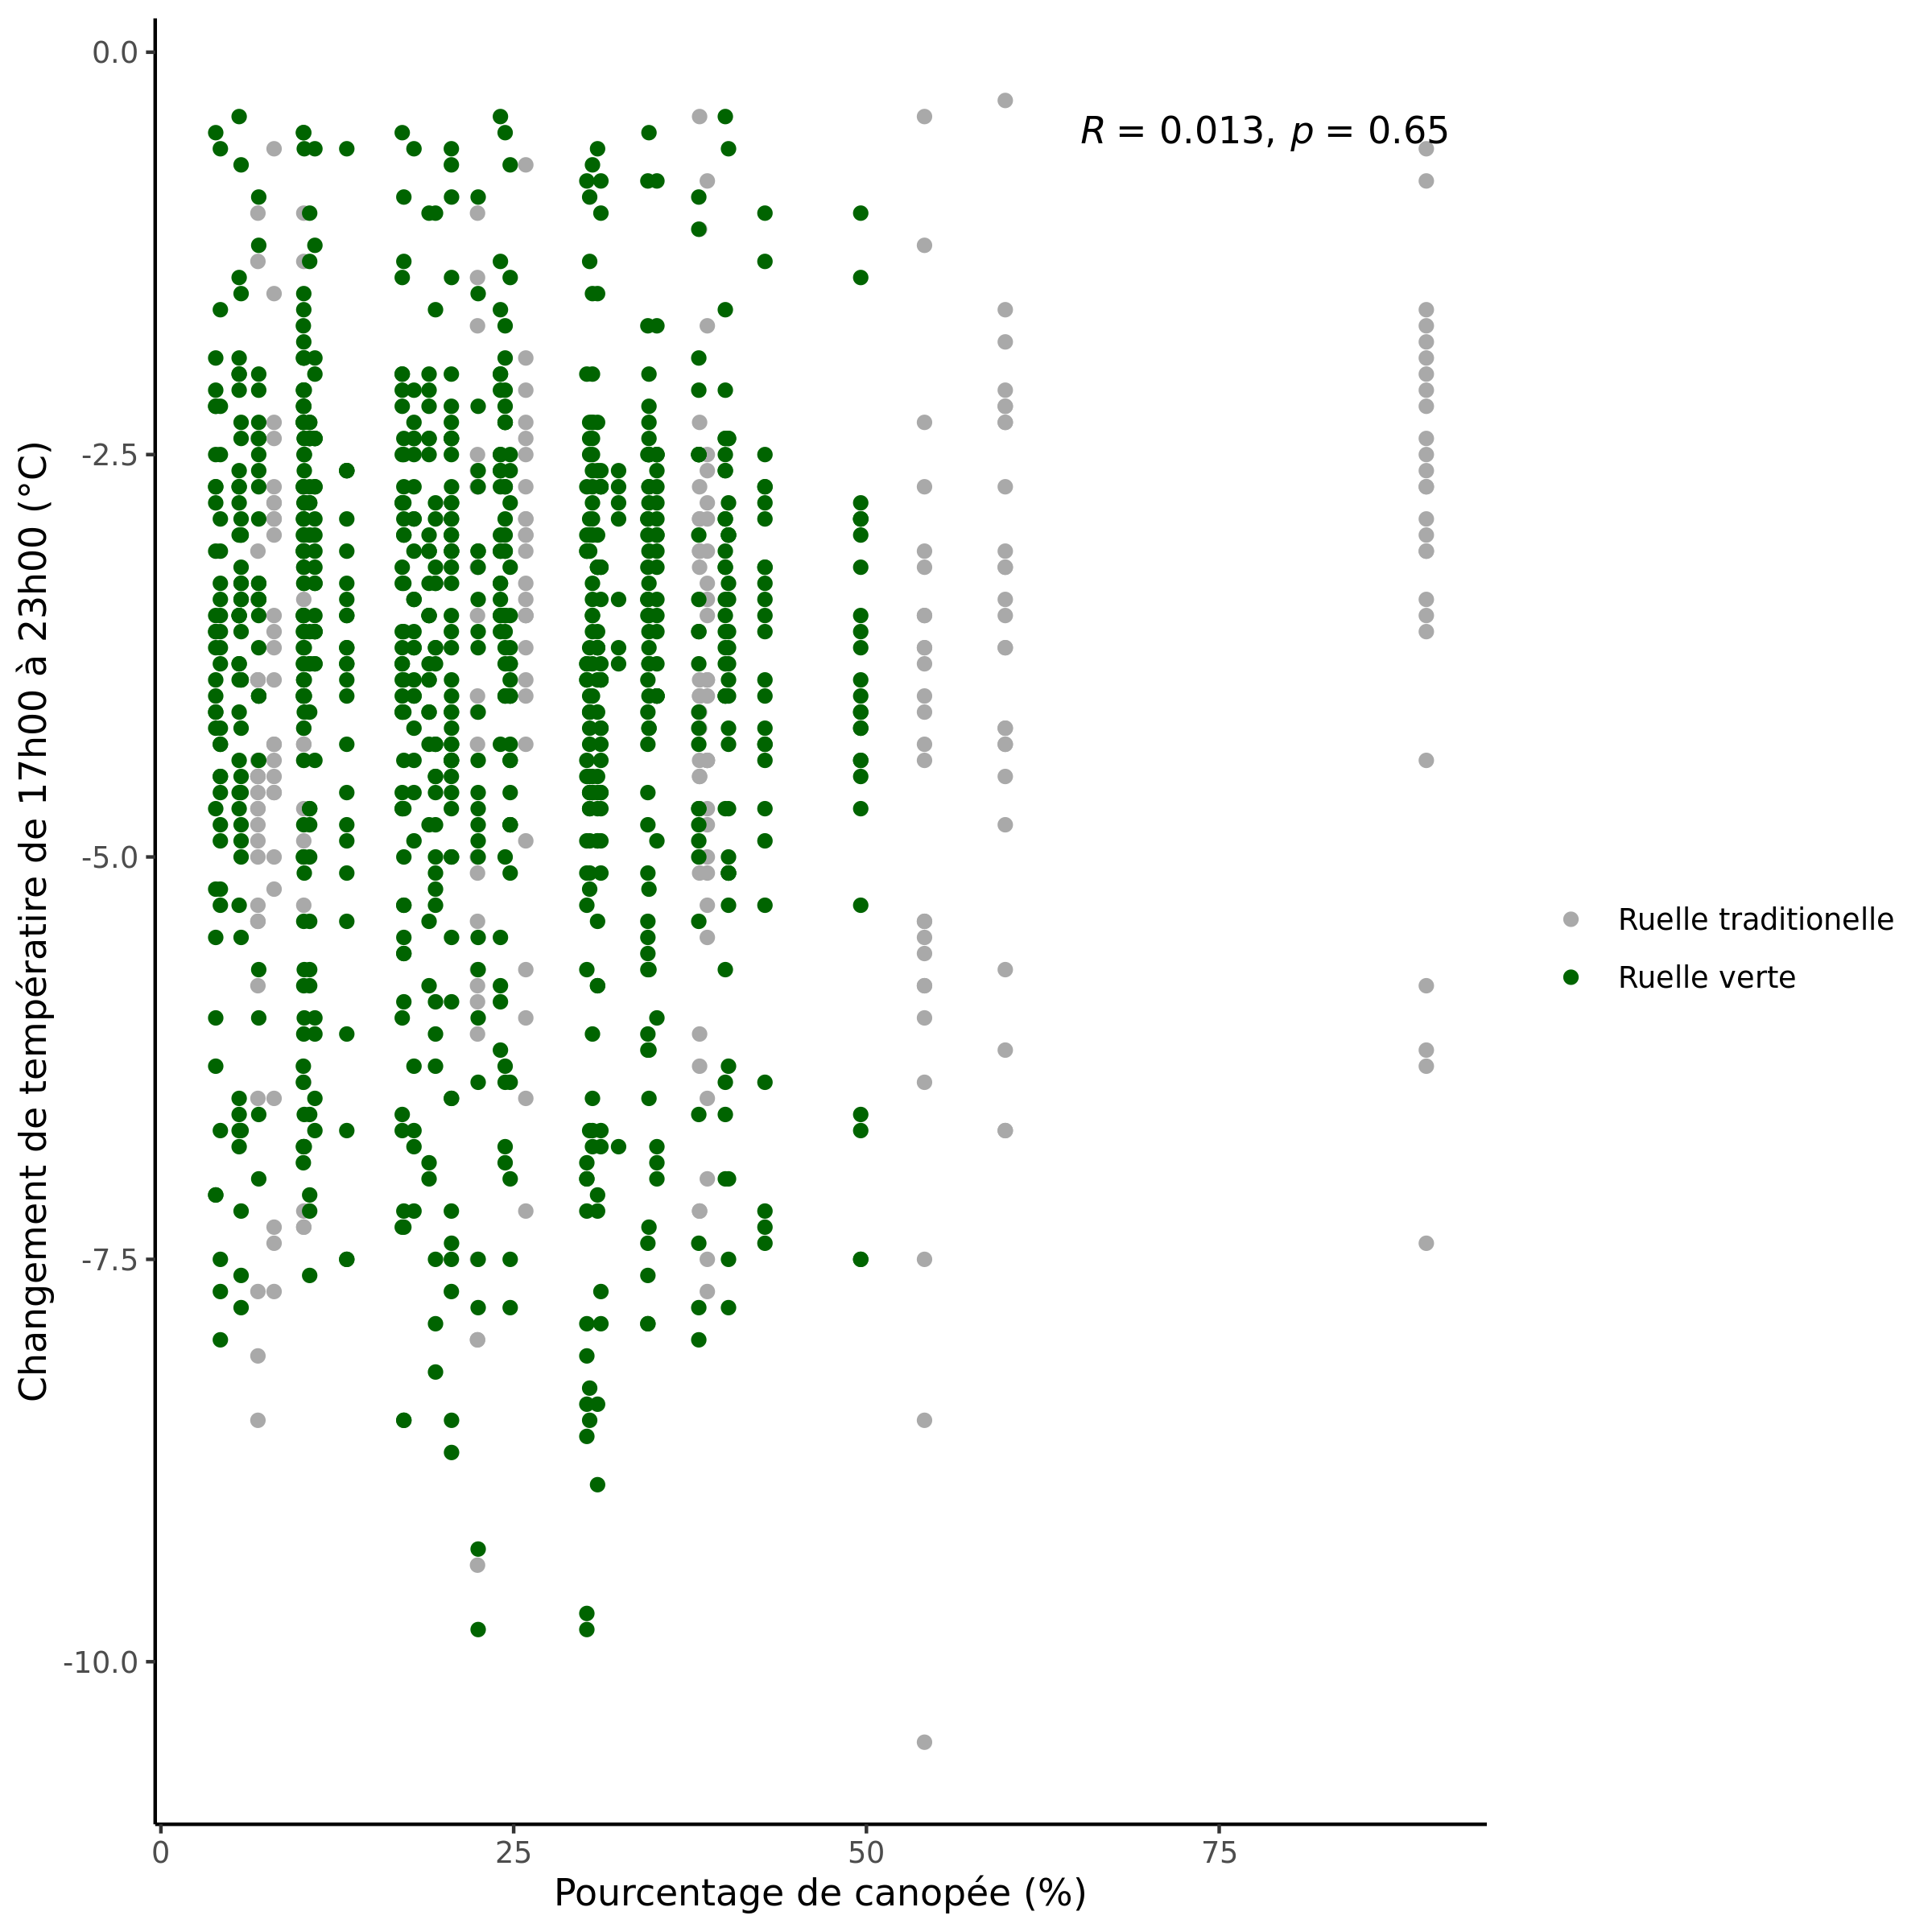 Changement de températire de 17h00 à 23h00 (°C)
0.0
-2.5
-5.0
-7.5
-10.0
R = 0.013, p = 0.65
Ruelle traditionelle
Ruelle verte
0 25 50 75
Pourcentage de canopée (%)